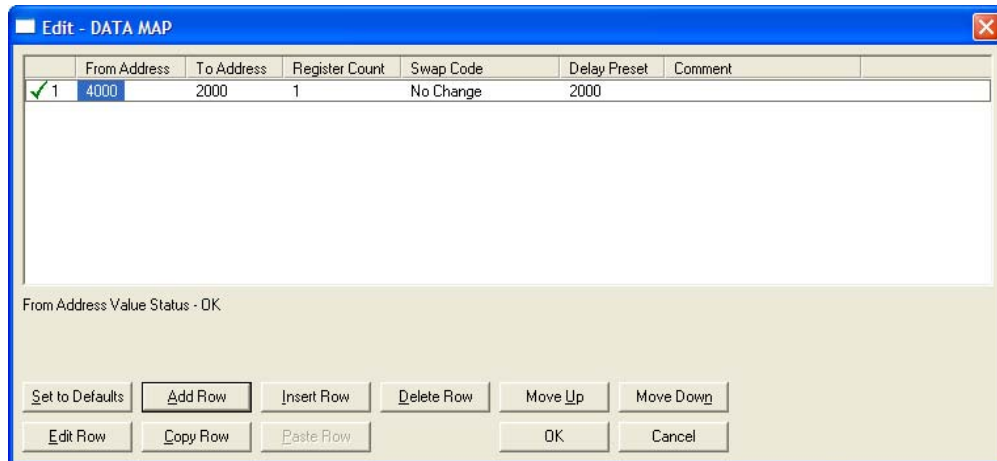 Edit - DATA MAP
From Address To Address Register Count Swap Code Delay Preset Comment
1 4000 2000 1 No Change 2000
From Address Value Status - OK
Set to Defaults Add Row Insert Row Delete Row Move Up Move Down
Edit Row Copy Row Paste Row OK Cancel